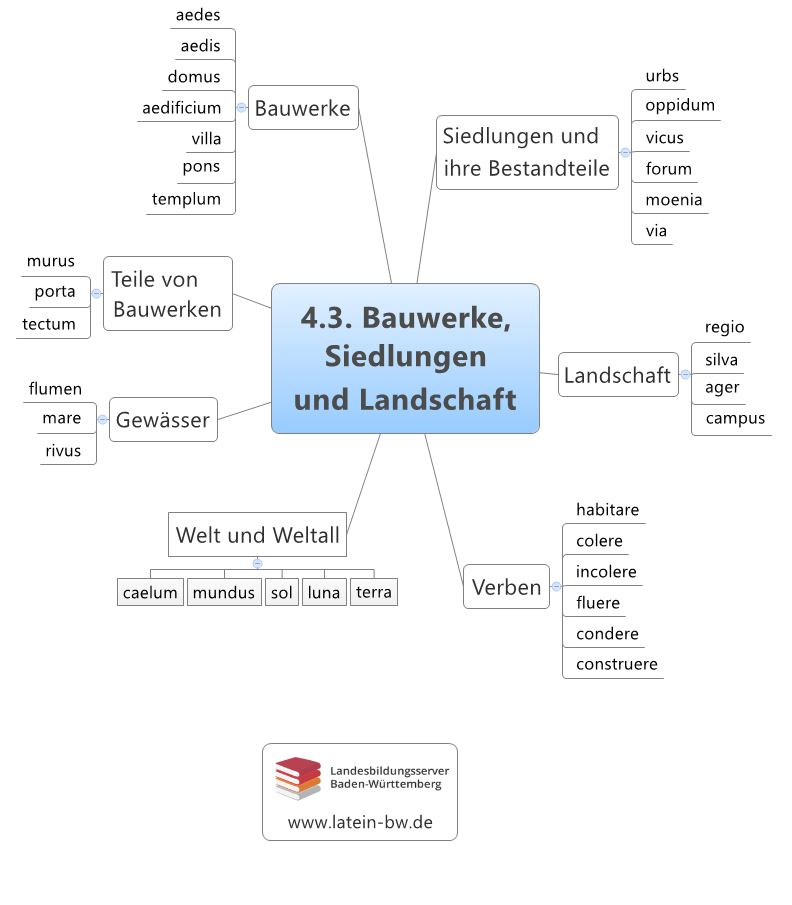 4.3. Bauwerke,
Siedlungen
und Landschaft
Bauwerke
aedes
aedis
domus
aedificium
villa
pons
templum
Siedlungen und
ihre Bestandteile
urbs
oppidum
vicus
forum
moenia
via
Teile von
Bauwerken
murus
porta
tectum
Landschaft
regio
silva
ager
campus
Gewässer
flumen
mare
rivus
Welt und Weltall
caelum
mundus
sol
luna
terra
Verben
habitare
colere
incolere
fluere
condere
construere
Landesbildungsserver
Baden-Württemberg
www.latein-bw.de